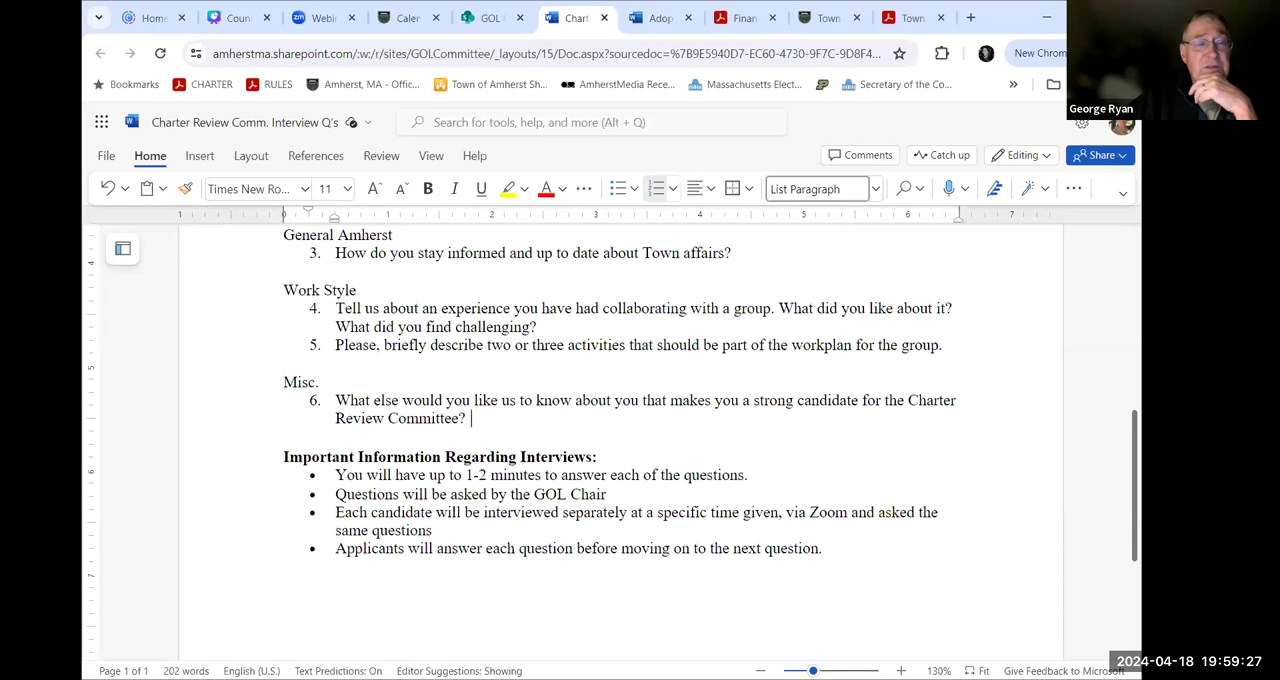 Home
Coun
Webi
Calen
GOL
Chart
Adop
Finan
Town
Town
amherstma.sharepoint.com/:w:/r/sites/GOLCommittee/_layouts/15/Doc.aspx?sourcedoc=%7B9E5940D7-EC60-4730-9F7C-9D8F4...
New Chrom
George Ryan
Bookmarks
CHARTER
RULES
Amherst, MA - Offic...
Town of Amherst Sh...
AmherstMedia Rece...
Massachusetts Elect...
Secretary of the Co...
Charter Review Comm. Interview Q's
Search for tools, help, and more (Alt + Q)
File Home Insert Layout References Review View Help
Comments
Catch up
Editing
Share
Times New Ro...
11
List Paragraph
General Amherst
3. How do you stay informed and up to date about Town affairs?
Work Style
4. Tell us about an experience you have had collaborating with a group. What did you like about it?
What did you find challenging?
5. Please, briefly describe two or three activities that should be part of the workplan for the group.
Misc.
6. What else would you like us to know about you that makes you a strong candidate for the Charter
Review Committee?
Important Information Regarding Interviews:
• You will have up to 1-2 minutes to answer each of the questions.
• Questions will be asked by the GOL Chair
• Each candidate will be interviewed separately at a specific time given, via Zoom and asked the
same questions
• Applicants will answer each question before moving on to the next question.
Page 1 of 1
202 words
English (U.S.)
Text Predictions: On
Editor Suggestions: Showing
130%
Fit
Give Feedback to Microsoft
2024-04-18 19:59:27